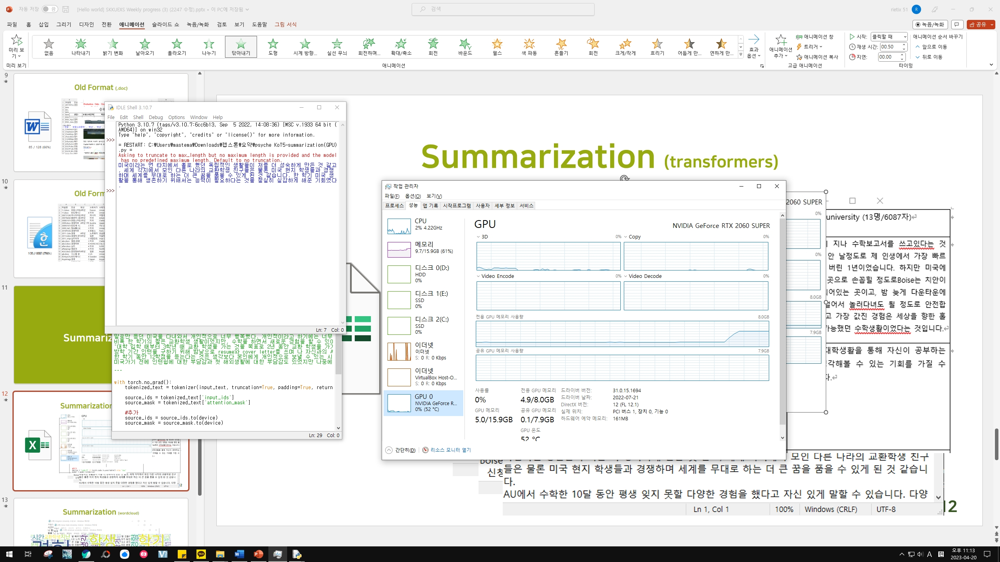 자동 저장 끔 [Hello world] SKKUEXS Weekly progress (3) (2247 수정).pptx • 이 PC에 저장됨 검색 rietix 51 R
파일 홈 삽입 그리기 디자인 전환 애니메이션 슬라이드 쇼 녹음/녹화 검토 보기 도움말 그림 서식 녹음/녹화 공유
미리 보기 없음 나타내기 밝기 변화 날아오기 올라오기 나누기 닦아내기 도형 시계 방향... 실선 무늬 회전하며... 확대/축소 회전 바운드 펄스 색 파동 흔들기 회전 크게/작게 흐리기 어둡게 만... 연하게 만... 효과 옵션 애니메이션 추가
애니메이션 창
트리거
애니메이션 복사
시작: 클릭할 때
재생 시간: 00.50
지연: 00.00
애니메이션 순서 바꾸기
앞으로 이동
뒤로 이동
미리 보기 애니메이션 고급 애니메이션 타이밍
9
Old Format (.doc)
85 / 128 (66%)
10
Old Form
11
Summariz
12
Summarization
13
Summarization (wordcloud)
IDLE Shell 3.10.7
File Edit Shell Debug Options Window Help
Python 3.10.7 (tags/v3.10.7:6cc6b13, Sep 5 2022, 14:08:36) [MSC v.1933 64 bit (
AMD64)] on win32
Type "help", "copyright", "credits" or "license()" for more information.
>>>
= RESTART: C:₩Users₩mastema₩Downloads₩캡스톤₩요약₩psyche KoT5-summarization(GPU)
.py =
Asking to truncate to max_length but no maximum length is provided and the model
has no predefined maximum length. Default to no truncation.
미국이라는 먼 타지에서 홀로 했던 독립적인 생활들이 저를 더 성숙하게 만든 것 같고
, 세계 각지에서 모인 다른 나라의 교환학생 친구들은 물론 미국 현지 학생들과 경쟁
하며 세계를 무대로 하는 더 큰 꿈을 품을 수 있게 된 것 같습니다. 한 학기 미국 생
활을 통해 생존하기 위해서는 능력이 필요하다는 것을 절실히 실감하게 해준 기회였다
.
>>>
Ln: 7 Col: 0
말로만 듣던 미국을 다녀와서 개인적으로 너무 행복했다. 개인적이라고 하기에는 너무
비록 한 학기의 짧은 교환학생 생활이었지만, 수학을 하면서 새로운 경험을 할 수 있어
"대학 입학 때부터 3학년 때 교환 학생을 가는 것을 목표로 2년 동안 교환 학생을 가기
방학 기간 인턴을 구하기 위해 밤낮으로 resume와 cover letter를 쓰며 나 자신과의
한 학기 동안 12학점을 듣는다는 것은 생각보다 본인에게 개인적으로 보낼 수 있는 시
미국가기 전에 인턴쉽에 대한 부담감과 첫 해외생활에 대한 부담감도 있었지만 나중에
"""
with torch.no_grad():
tokenized_text = tokenizer(input_text, truncation=True, padding=True, return
source_ids = tokenized_text['input_ids']
source_mask = tokenized_text['attention_mask']
#추가
source_ids = source_ids.to(device)
source_mask = source_mask.to(device)
Ln: 29 Col: 0
Summarization (transformers)
작업 관리자
파일(F) 옵션(O) 보기(V)
프로세스 성능 앱 기록 시작프로그램 사용자 세부 정보 서비스
CPU
2% 4.22GHz
메모리
9.7/15.9GB (61%)
디스크 0(D:)
HDD
0%
디스크 1(E:)
SSD
0%
디스크 2(C:)
SSD
0%
이더넷
이더넷
S: 0 R: 0 Kbps
이더넷
VirtualBox Host-O...
S: 0 R: 0 Kbps
GPU 0
NVIDIA GeForce R...
0% (52 °C)
GPU NVIDIA GeForce RTX 2060 SUPER
3D 0% Copy 0%
Video Encode 0% Video Decode 0%
전용 GPU 메모리 사용량 8.0GB
공유 GPU 메모리 사용량 7.9GB
사용률
0%
GPU 메모리
5.0/15.9GB
전용 GPU 메모리
4.9/8.0GB
공유 GPU 메모리
0.1/7.9GB
GPU 온도
52 °C
드라이버 버전: 31.0.15.1694
드라이버 날짜: 2022-07-21
DirectX 버전: 12 (FL 12.1)
실제 위치: PCI 버스 1, 장치 0, 기능 0
하드웨어 예약 메모리: 161MB
간단히(D) 리소스 모니터 열기
2060 SUPER
0%
0%
8.0GB
7.9GB
university (13명/6087자)
지나 수학보고서를 쓰고있다는 것
안 날정도로 제 인생에서 가장 빠르
버린 1년이었습니다. 하지만 미국에
곳으로 손꼽힐 정도로Boise는 치안이
되어있는 곳이고, 밤 늦게 다운타운에
걸어서 놀러다녀도 될 정도로 안전합
고 가장 값진 경험은 세상을 향한 홀
가능했던 수학생활이었다는 것입니다.
대학생활을 통해 자신이 공부하는
각해볼 수 있는 기회를 가질 수
다.
Boise
신청
모인 다른 나라의 교환학생 친구
들은 물론 미국 현지 학생들과 경쟁하며 세계를 무대로 하는 더 큰 꿈을 품을 수 있게 된 것 같습니
다.
AU에서 수학한 10달 동안 평생 잊지 못할 다양한 경험을 했다고 자신 있게 말할 수 있습니다. 다양
Ln 1, Col 1 100% Windows (CRLF) UTF-8
12
A 한 오후 11:13
2023-04-20